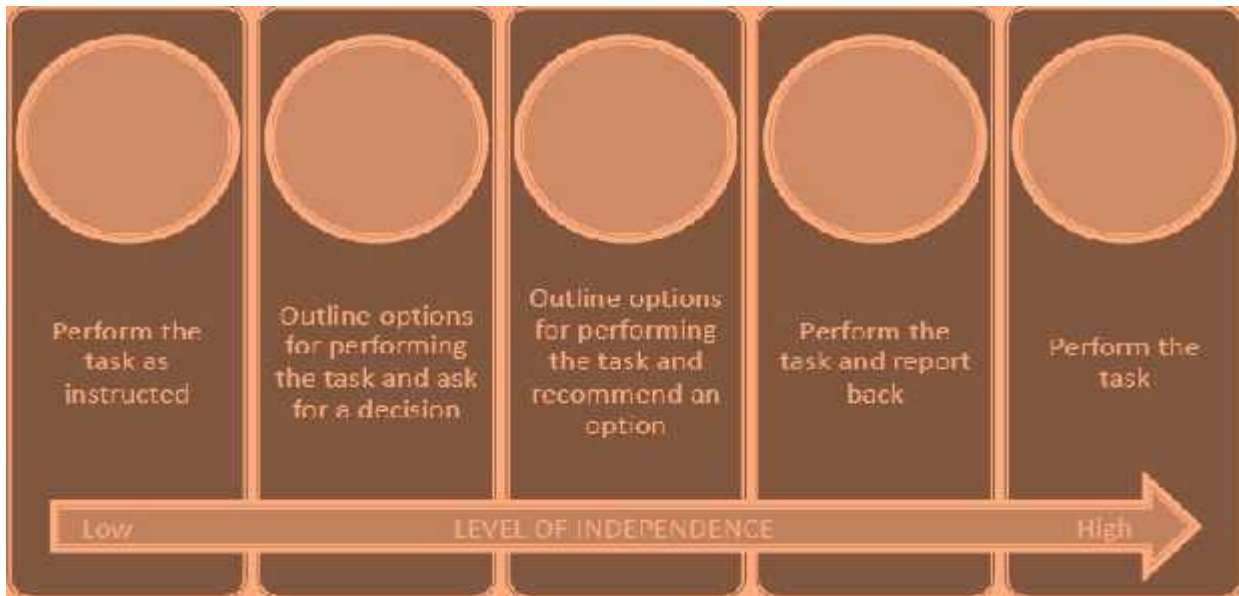 Perform the
task as
instructed
Outline options
for performing
the task and ask
for a decision
Outline options
for performing
the task and
recommend an
option
Perform the
task and report
back
Perform the
task
Low LEVEL OF INDEPENDENCE High